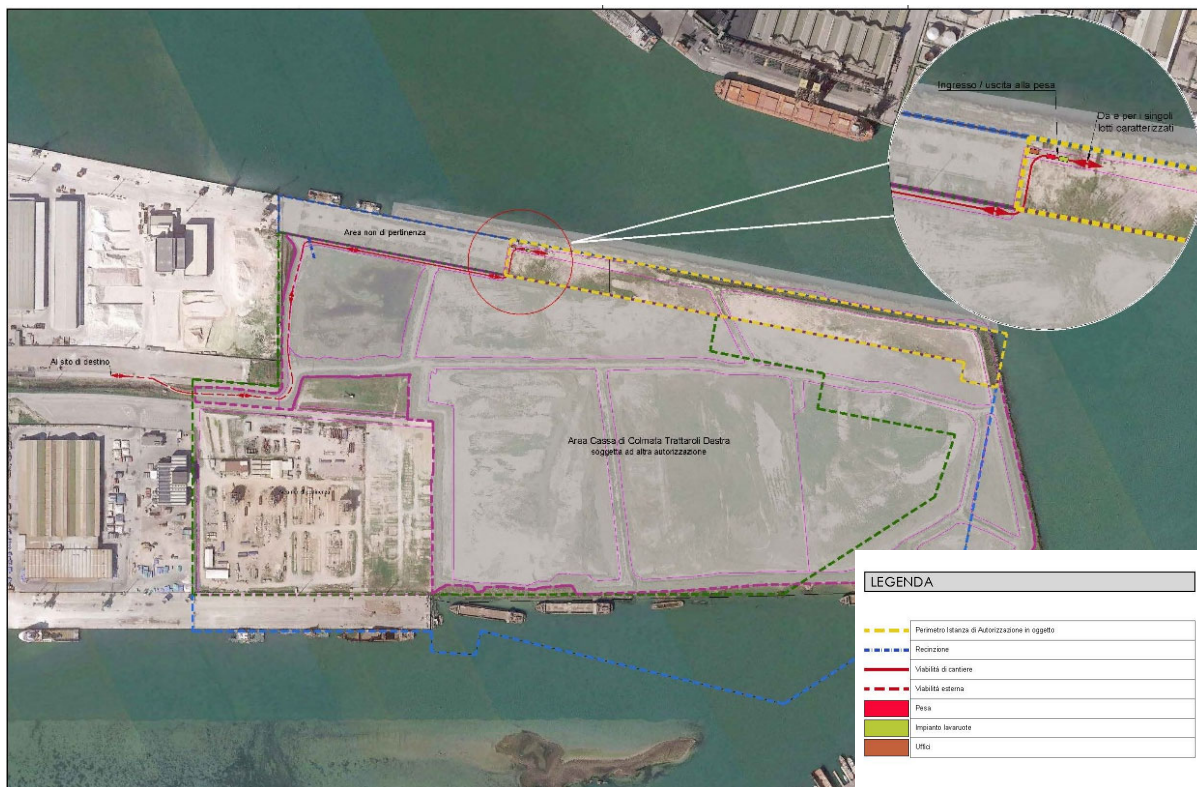 Ingresso / uscita alla pesa
Da e per i singoli
lotti caratterizzati
Area non di pertinenza
Al sito di destino
Area Cassa di Colmata Trattaroli Destra
soggetta ad altra autorizzazione
LEGENDA
Perimetro Istanza di Autorizzazione in oggetto
Recinzione
Viabilità di cantiere
Viabilità esterna
Pesa
Impianto lavaruote
Uffici